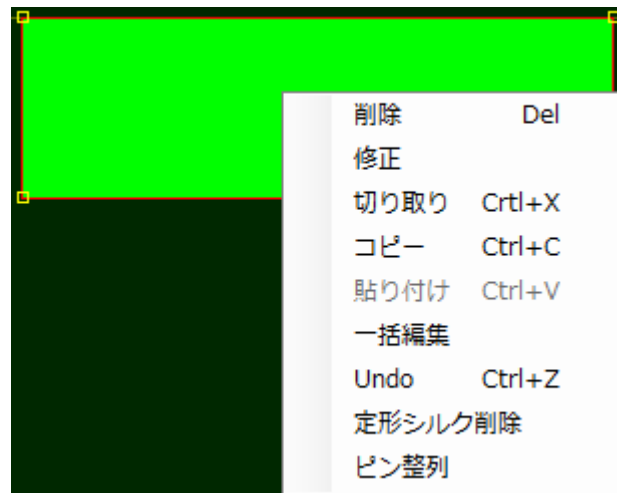 削除 Del
修正
切り取り Crtl+X
コピー Ctrl+C
貼り付け Ctrl+V
一括編集
Undo Ctrl+Z
定形シルク削除
ピン整列